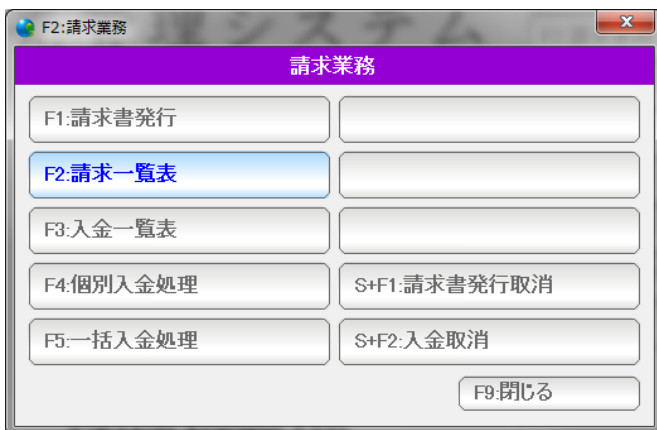 F2:請求業務
請求業務
F1:請求書発行
F2:請求一覧表
F3:入金一覧表
F4:個別入金処理
S+F1:請求書発行取消
F5:一括入金処理
S+F2:入金取消
F9:閉じる